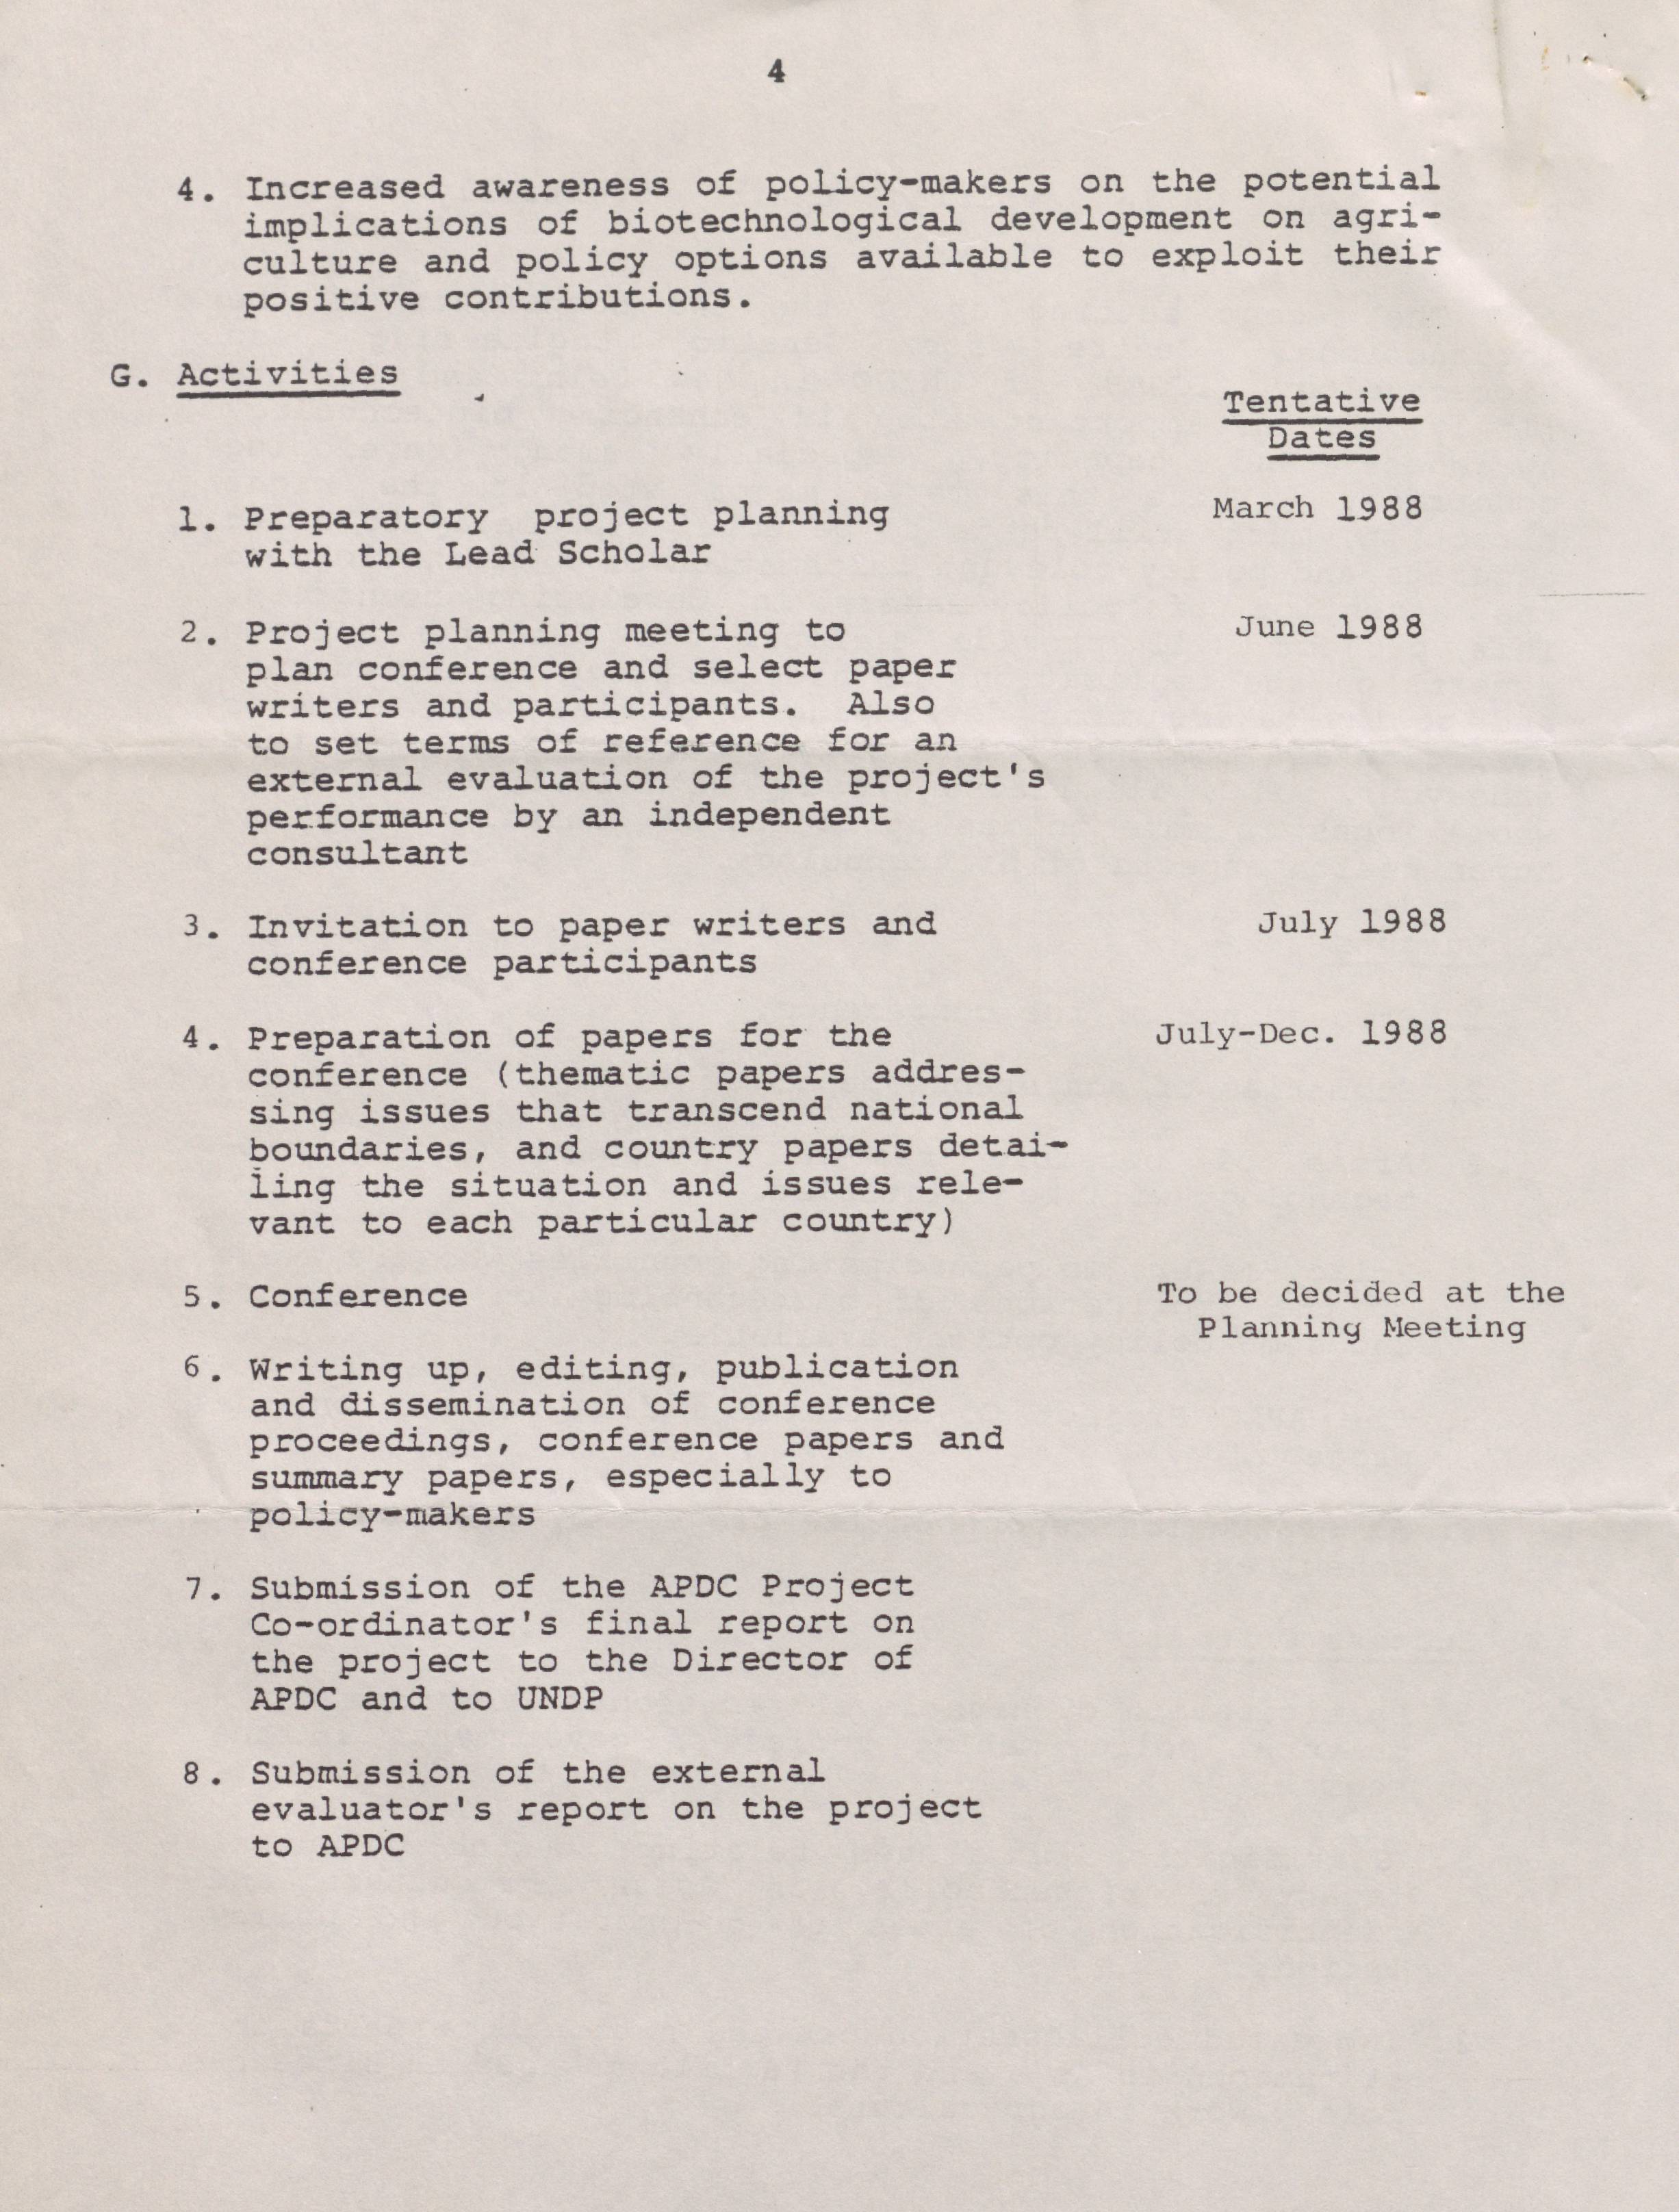 4
4. Increased awareness of policy-makers on the potential
implications of biotechnological development on agri-
culture and policy options available to exploit their
positive contributions.
G. Activities
Tentative
Dates
1. Preparatory project planning March 1988
with the Lead Scholar
2. Project planning meeting to June 1988
plan conference and select paper
writers and participants. Also
to set terms of reference for an
external evaluation of the project's
performance by an independent
consultant
3. Invitation to paper writers and July 1988
conference participants
4. Preparation of papers for the July-Dec. 1988
conference (thematic papers addres-
sing issues that transcend national
boundaries, and country papers detai-
ling the situation and issues rele-
vant to each particular country)
5. Conference To be decided at the
Planning Meeting
6. Writing up, editing, publication
and dissemination of conference
proceedings, conference papers and
summary papers, especially to
policy-makers
7. Submission of the APDC Project
Co-ordinator's final report on
the project to the Director of
APDC and to UNDP
8. Submission of the external
evaluator's report on the project
to APDC